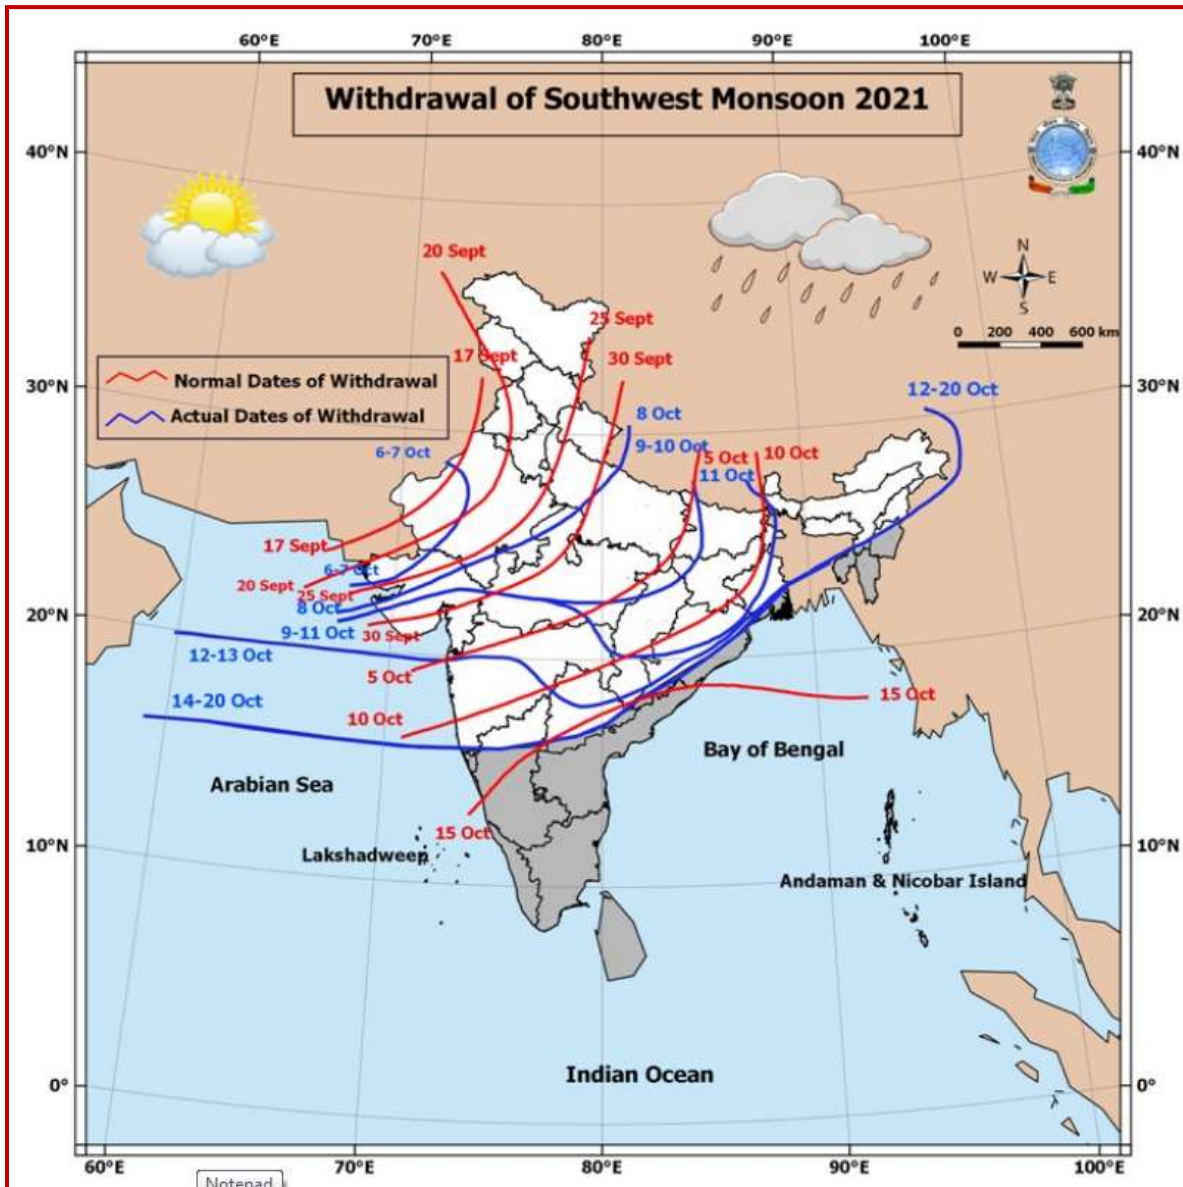 60°E 70°E 80°E 90°E 100°E
Withdrawal of Southwest Monsoon 2021
40°N 40°N
N
W E
S
20 Sept
25 Sept
0 200 400 600 km
17 Sept 30 Sept
Normal Dates of Withdrawal
Actual Dates of Withdrawal
30°N 30°N
12-20 Oct
8 Oct
6-7 Oct 9-10 Oct 5 Oct 10 Oct
11 Oct
17 Sept
6-7 Oct
20 Sept 25 Sept
8 Oct
20°N 20°N
9-11 Oct 30 Sept
12-13 Oct
5 Oct
14-20 Oct 15 Oct
10 Oct
Bay of Bengal
Arabian Sea
15 Oct
10°N 10°N
Lakshadweep
Andaman & Nicobar Island
Indian Ocean
0° 0°
60°E 70°E 80°E 90°E 100°E
Notepad